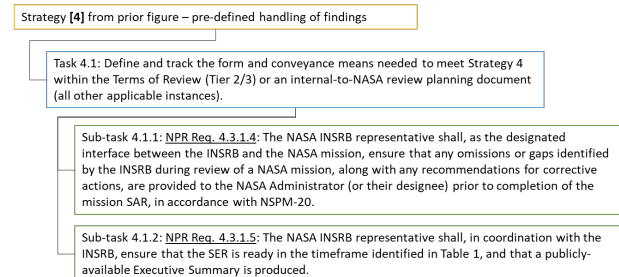 Strategy [4] from prior figure – pre-defined handling of findings
Task 4.1: Define and track the form and conveyance means needed to meet Strategy 4
within the Terms of Review (Tier 2/3) or an internal-to-NASA review planning document
(all other applicable instances).
Sub-task 4.1.1: NPR Req. 4.3.1.4: The NASA INSRB representative shall, as the designated
interface between the INSRB and the NASA mission, ensure that any omissions or gaps identified
by the INSRB during review of a NASA mission, along with any recommendations for corrective
actions, are provided to the NASA Administrator (or their designee) prior to completion of the
mission SAR, in accordance with NSPM-20.
Sub-task 4.1.2: NPR Req. 4.3.1.5: The NASA INSRB representative shall, in coordination with the
INSRB, ensure that the SER is ready in the timeframe identified in Table 1, and that a publicly-
available Executive Summary is produced.